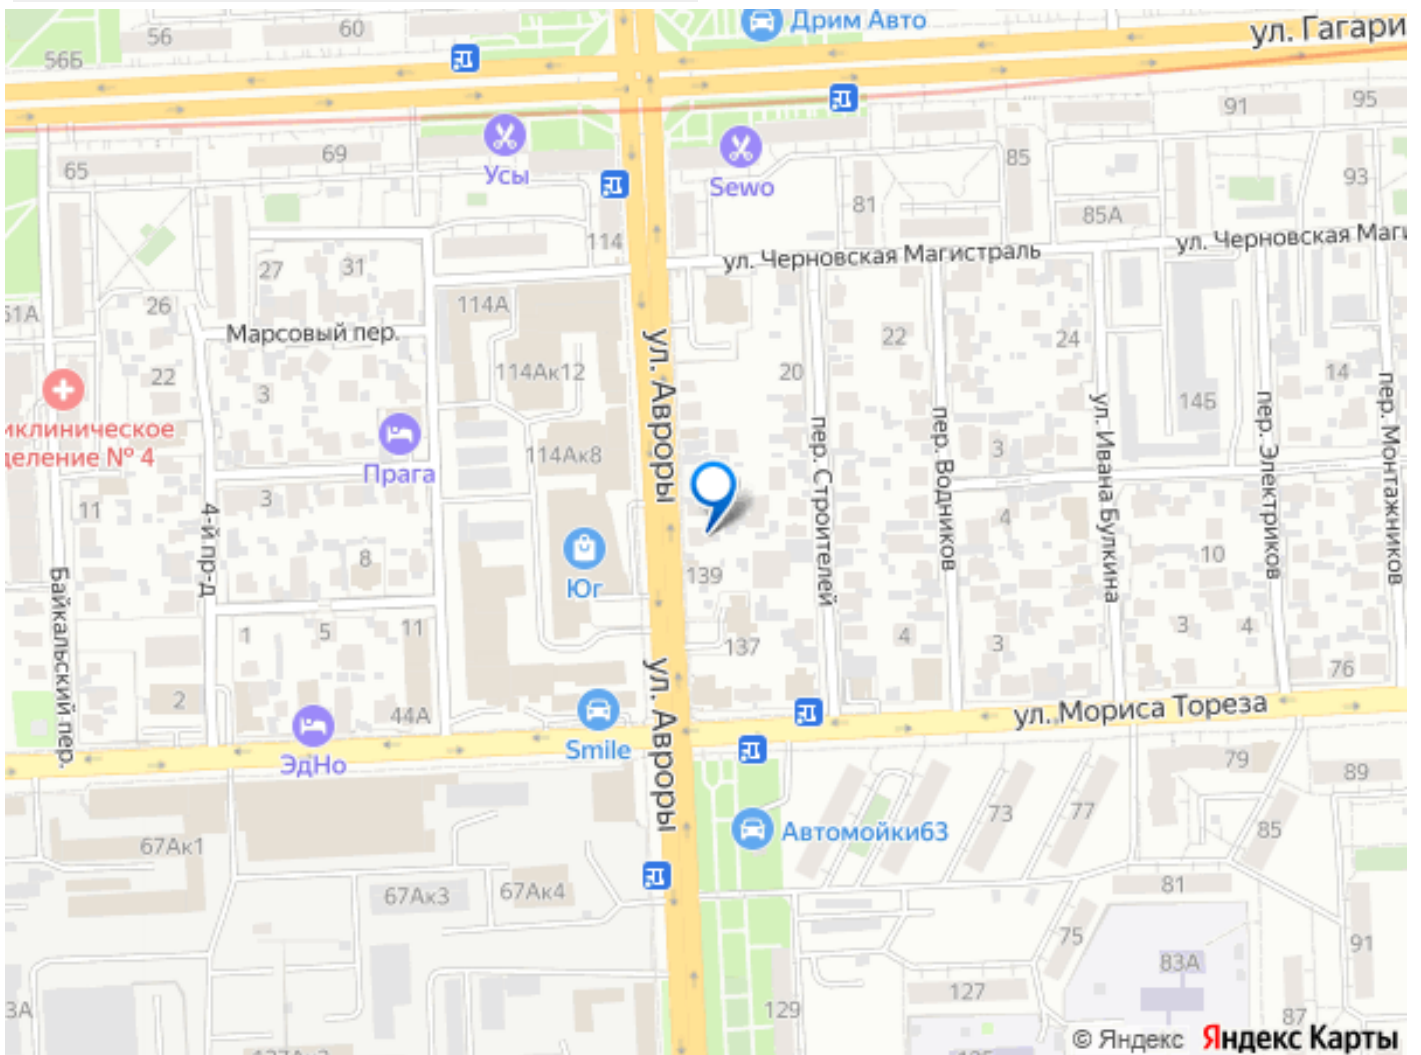 Дрим Авто
ул. Гагари
56
60
56Б
91
95
65
69
Усы
Sewo
85
93
81
85А
114
ул. Черновская Магистраль
ул. Черновская Маги
27
31
51А
26
114А
Марсовый пер.
22
24
22
3
114Ак12
20
14
14Б
иклиническое
деление № 4
Прага
114Ак8
ул. Авроры
пер. Строителей
пер. Водников
ул. Ивана Булкина
пер. Электриков
пер. Монтажников
3
11
3
4
4-й пр-д
8
Юг
139
10
Байкальский пер.
1
5
11
137
4
3
3
4
76
2
44А
ул. Авроры
ул. Мориса Тореза
ЭдНо
Smile
79
89
67Ак1
Автомойки63
73
77
85
67Ак3
67Ак4
81
75
91
83А
3А
129
127
87
© Яндекс Яндекс Карты